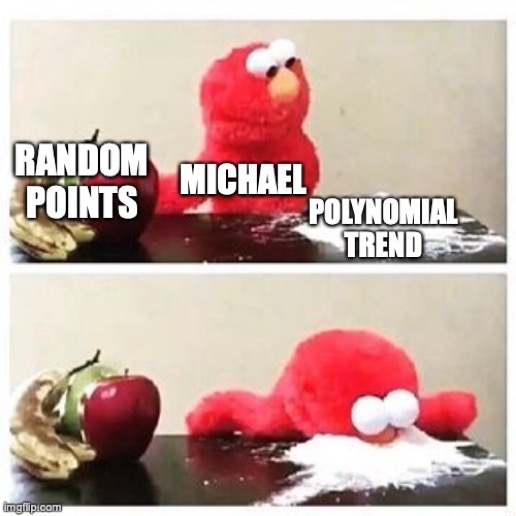 RANDOM
POINTS
MICHAEL
POLYNOMIAL
TREND
imgflip.com